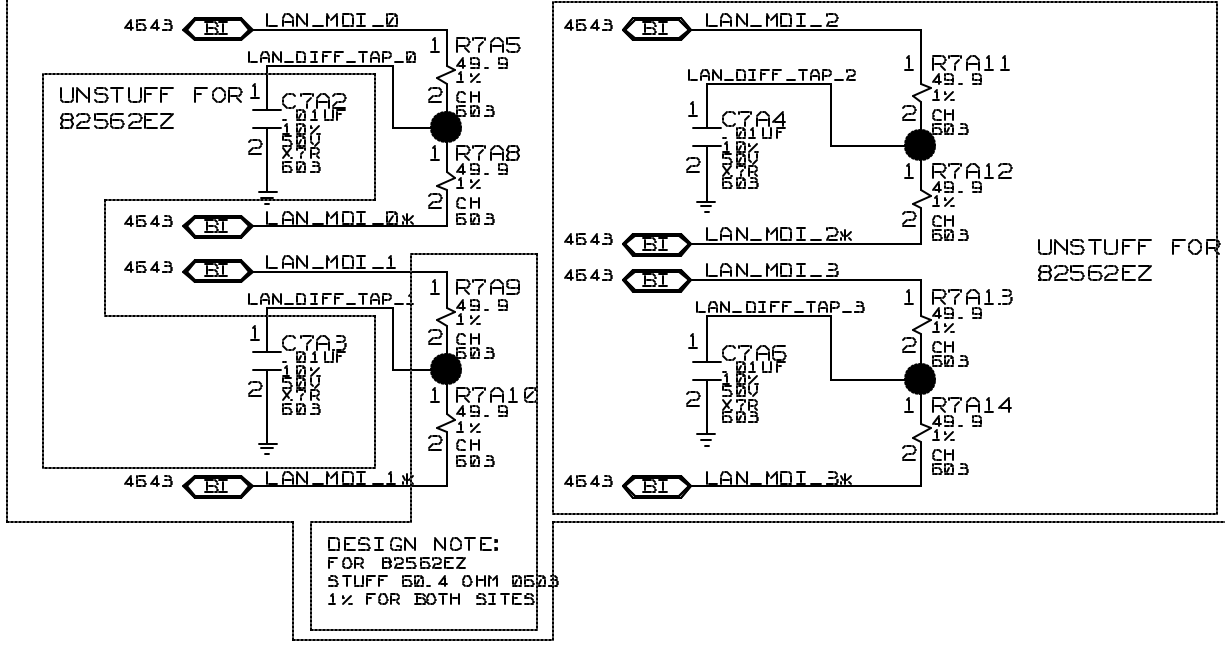 4643 BI LAN_MDI_0
LAN_DIFF_TAP_0
1 R7A5
49.9
1%
2 CH
603
UNSTUFF FOR
82562EZ
1 C7A2
.01UF
10%
50V
2 X7R
603
1 R7A8
49.9
1%
2 CH
603
4643 BI LAN_MDI_0*
4643 BI LAN_MDI_1
LAN_DIFF_TAP_1
1 R7A9
49.9
1%
2 CH
603
1 C7A3
.01UF
10%
50V
2 X7R
603
1 R7A10
49.9
1%
2 CH
603
4643 BI LAN_MDI_1*
DESIGN NOTE:
FOR 82562EZ
STUFF 60.4 OHM 0603
1% FOR BOTH SITES
4643 BI LAN_MDI_2
LAN_DIFF_TAP_2
1 R7A11
49.9
1%
2 CH
603
1 C7A4
.01UF
10%
50V
2 X7R
603
1 R7A12
49.9
1%
2 CH
603
4643 BI LAN_MDI_2*
UNSTUFF FOR
82562EZ
4643 BI LAN_MDI_3
LAN_DIFF_TAP_3
1 R7A13
49.9
1%
2 CH
603
1 C7A6
.01UF
10%
50V
2 X7R
603
1 R7A14
49.9
1%
2 CH
603
4643 BI LAN_MDI_3*